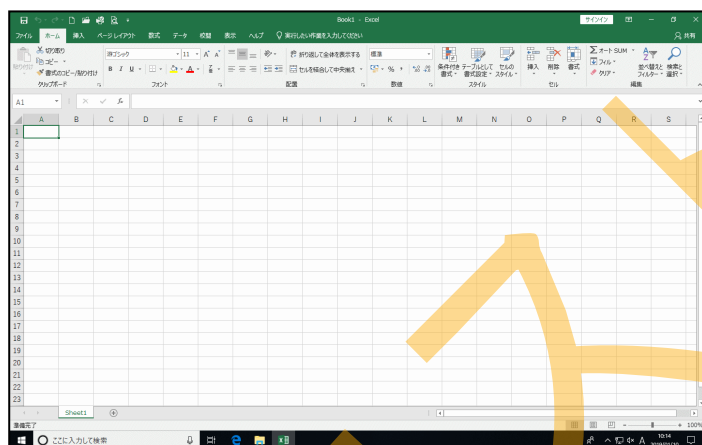 Book1 - Excel
サインイン
ファイル ホーム 挿入 ページレイアウト 数式 データ 校閲 表示 ヘルプ 実行したい作業を入力してください 共有
切り取り
コピー
書式のコピー/貼り付け
游ゴシック 11
B I U
折り返して全体を表示する
セルを結合して中央揃え
標準
条件付き書式 テーブルとして書式設定 セルのスタイル
挿入 削除 書式
オート SUM
フィル
クリア
並べ替えとフィルター 検索と選択
クリップボード フォント 配置 数値 スタイル セル 編集
A1
A B C D E F G H I J K L M N O P Q R S
1
2
3
4
5
6
7
8
9
10
11
12
13
14
15
16
17
18
19
20
21
22
23
Sheet1
準備完了 100%
ここに入力して検索 A 10:14
2019/01/30